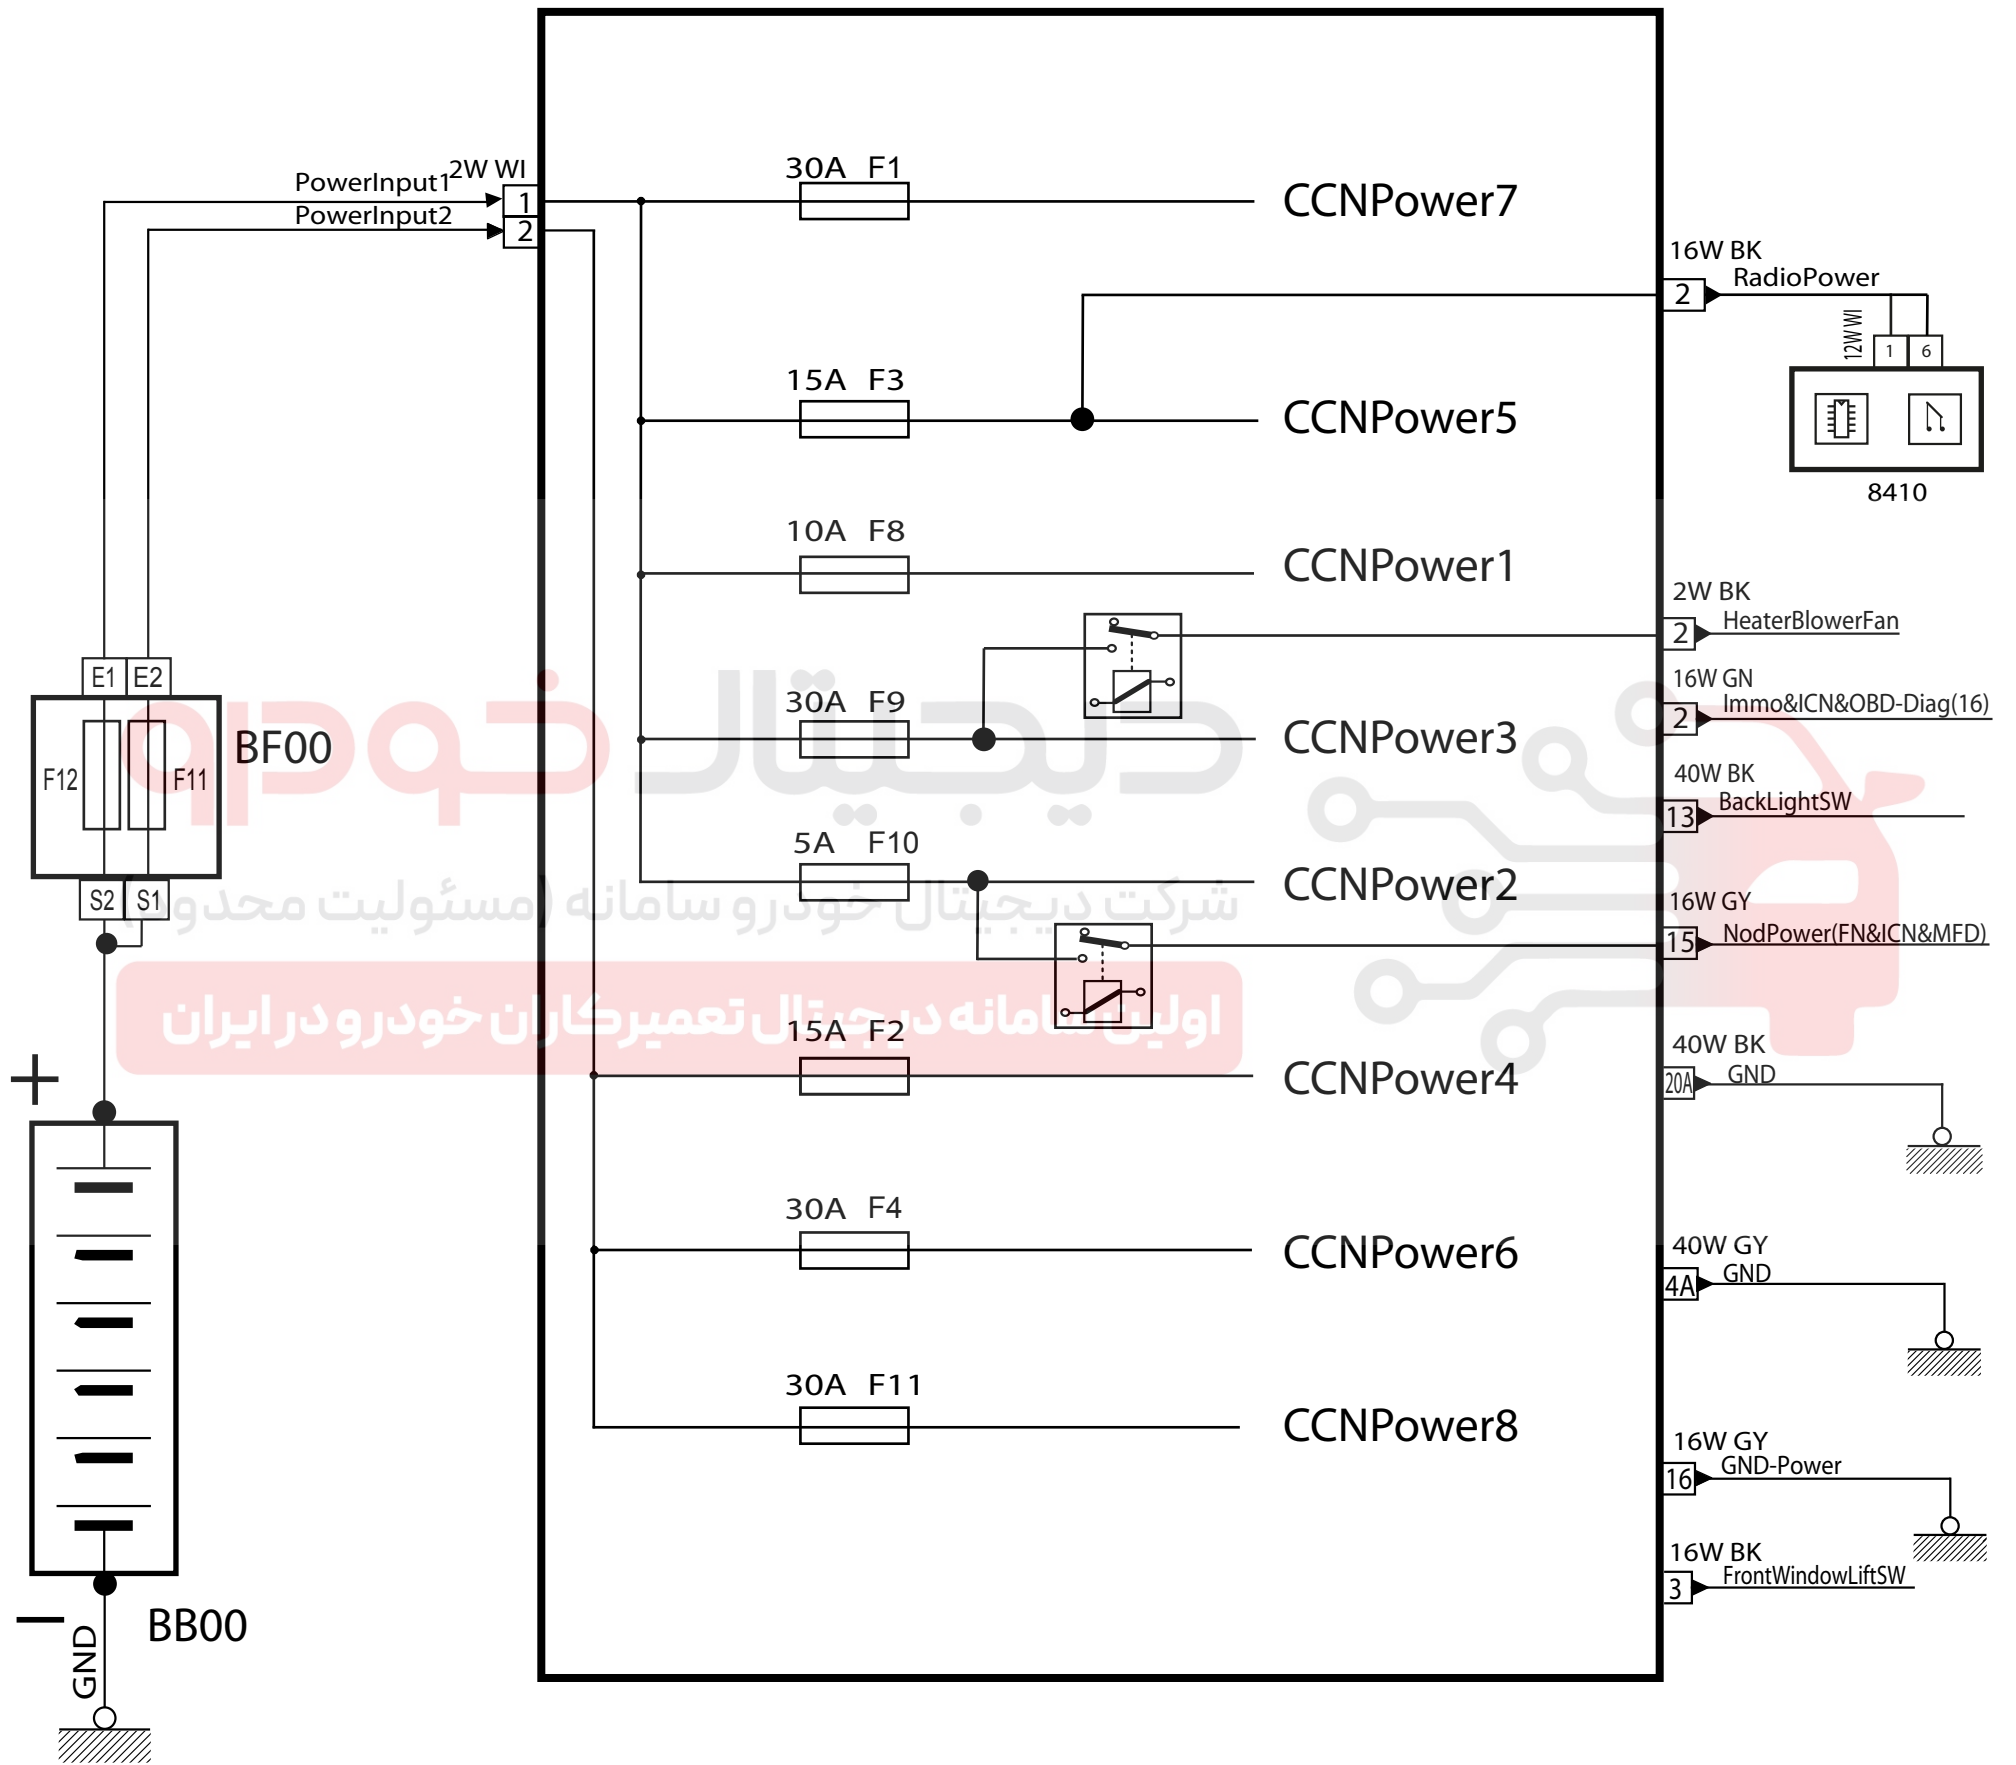 30A F1
2W WI
PowerInput1
1
CCNPower7
PowerInput2
2
16W BK
RadioPower
2
12W WI
1 6
15A F3
CCNPower5
8410
10A F8
CCNPower1
2W BK
HeaterBlowerFan
2
E1 E2
16W GN
Immo&ICN&OBD-Diag(16)
2
30A F9
CCNPower3
BF00
F12 F11
دیجیتال خودرو
40W BK
BackLightSW
13
5A F10
CCNPower2
S2 S1
شرکت دیجیتال خودرو سامانه (مسئولیت محدود)
16W GY
NodPower(FN&ICN&MFD)
15
اولین سامانه دیجیتال تعمیرکاران خودرو در ایران
15A F2
CCNPower4
40W BK
GND
20A
+
30A F4
CCNPower6
40W GY
GND
4A
30A F11
CCNPower8
16W GY
GND-Power
16
16W BK
FrontWindowLiftSW
3
−
BB00
GND